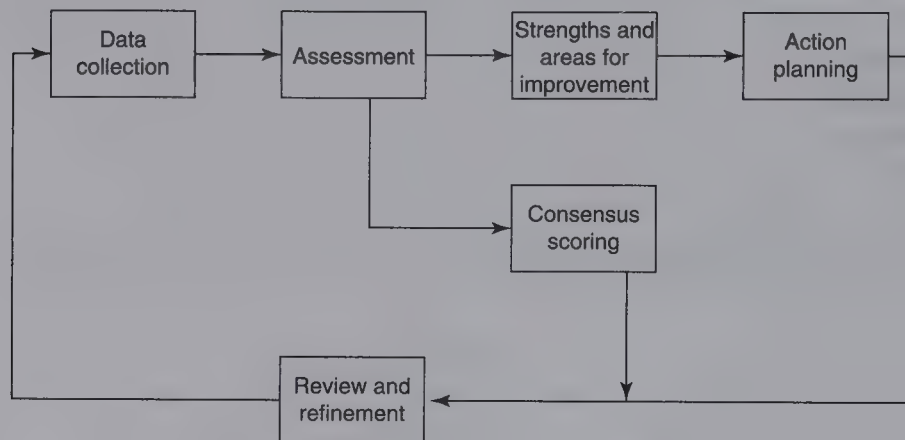 Data
collection
Assessment
Strengths and
areas for
improvement
Action
planning
Consensus
scoring
Review and
refinement